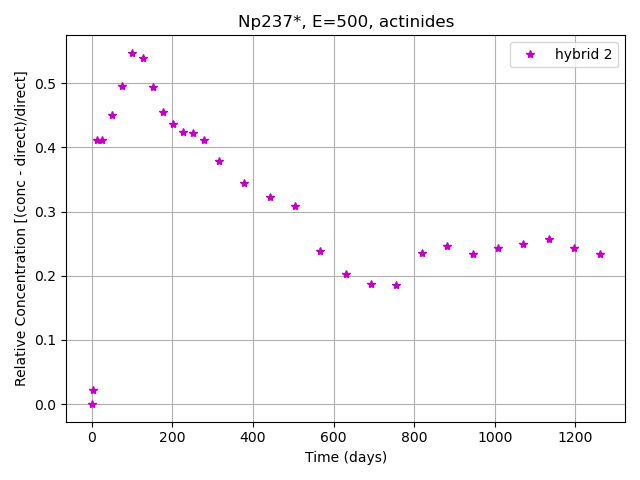 Np237*, E=500, actinides
hybrid 2
Relative Concentration [(conc - direct)/direct]
0.5
0.4
0.3
0.2
0.1
0.0
0 200 400 600 800 1000 1200
Time (days)